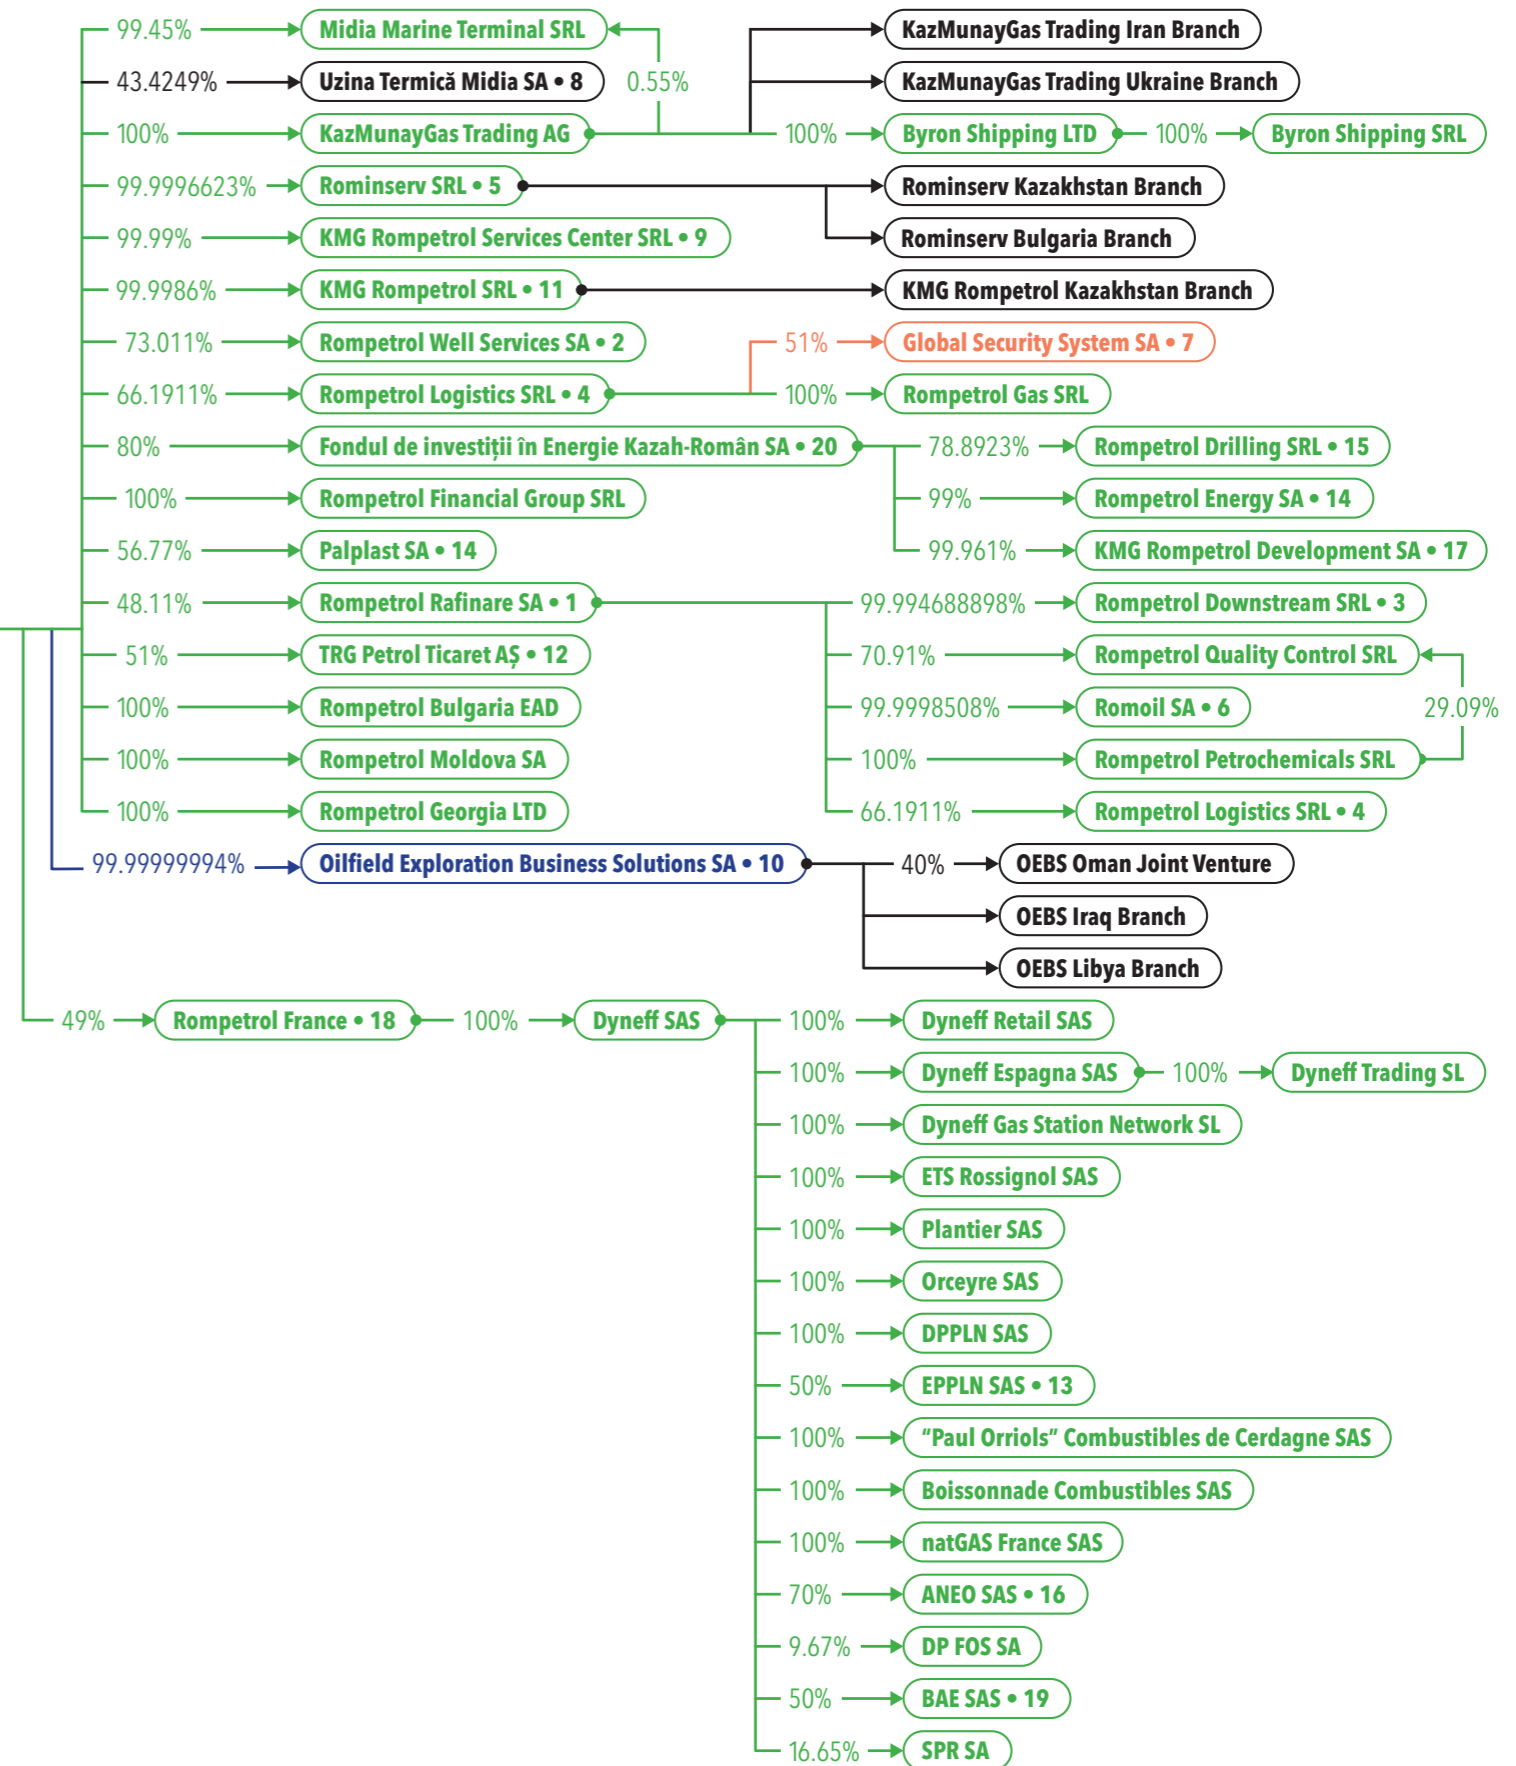 99.45% Midia Marine Terminal SRL KazMunayGas Trading Iran Branch
43.4249% Uzina Termică Midia SA • 8 0.55% KazMunayGas Trading Ukraine Branch
100% KazMunayGas Trading AG 100% Byron Shipping LTD 100% Byron Shipping SRL
99.9996623% Rominserv SRL • 5 Rominserv Kazakhstan Branch
99.99% KMG Rompetrol Services Center SRL • 9 Rominserv Bulgaria Branch
99.9986% KMG Rompetrol SRL • 11 KMG Rompetrol Kazakhstan Branch
73.011% Rompetrol Well Services SA • 2 51% Global Security System SA • 7
66.1911% Rompetrol Logistics SRL • 4 100% Rompetrol Gas SRL
80% Fondul de investiții în Energie Kazah-Român SA • 20 78.8923% Rompetrol Drilling SRL • 15
100% Rompetrol Financial Group SRL 99% Rompetrol Energy SA • 14
56.77% Palplast SA • 14 99.961% KMG Rompetrol Development SA • 17
48.11% Rompetrol Rafinare SA • 1 99.994688898% Rompetrol Downstream SRL • 3
51% TRG Petrol Ticaret AȘ • 12 70.91% Rompetrol Quality Control SRL
100% Rompetrol Bulgaria EAD 99.9998508% Romoil SA • 6 29.09%
100% Rompetrol Moldova SA 100% Rompetrol Petrochemicals SRL
100% Rompetrol Georgia LTD 66.1911% Rompetrol Logistics SRL • 4
99.99999994% Oilfield Exploration Business Solutions SA • 10 40% OEBS Oman Joint Venture
OEBS Iraq Branch
OEBS Libya Branch
49% Rompetrol France • 18 100% Dyneff SAS 100% Dyneff Retail SAS
100% Dyneff Espagna SAS 100% Dyneff Trading SL
100% Dyneff Gas Station Network SL
100% ETS Rossignol SAS
100% Plantier SAS
100% Orceyre SAS
100% DPPLN SAS
50% EPPLN SAS • 13
100% “Paul Orriols” Combustibles de Cerdagne SAS
100% Boissonnade Combustibles SAS
100% natGAS France SAS
70% ANEO SAS • 16
9.67% DP FOS SA
50% BAE SAS • 19
16.65% SPR SA